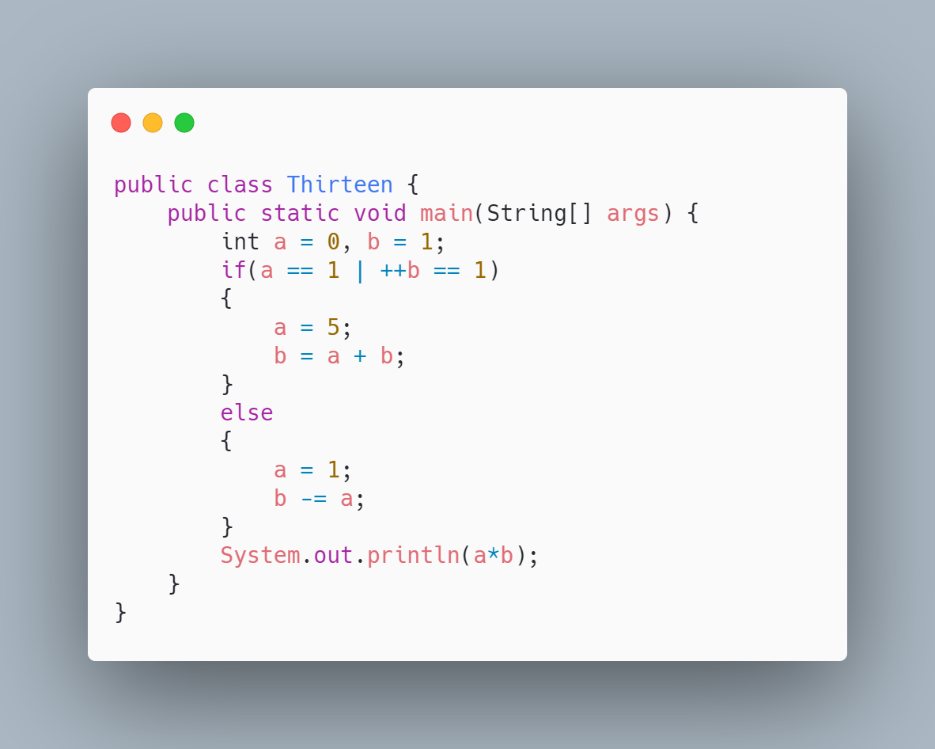 public class Thirteen {
    public static void main(String[] args) {
        int a = 0, b = 1;
        if(a == 1 | ++b == 1)
        {
            a = 5;
            b = a + b;
        }
        else
        {
            a = 1;
            b -= a;
        }
        System.out.println(a*b);
    }
}